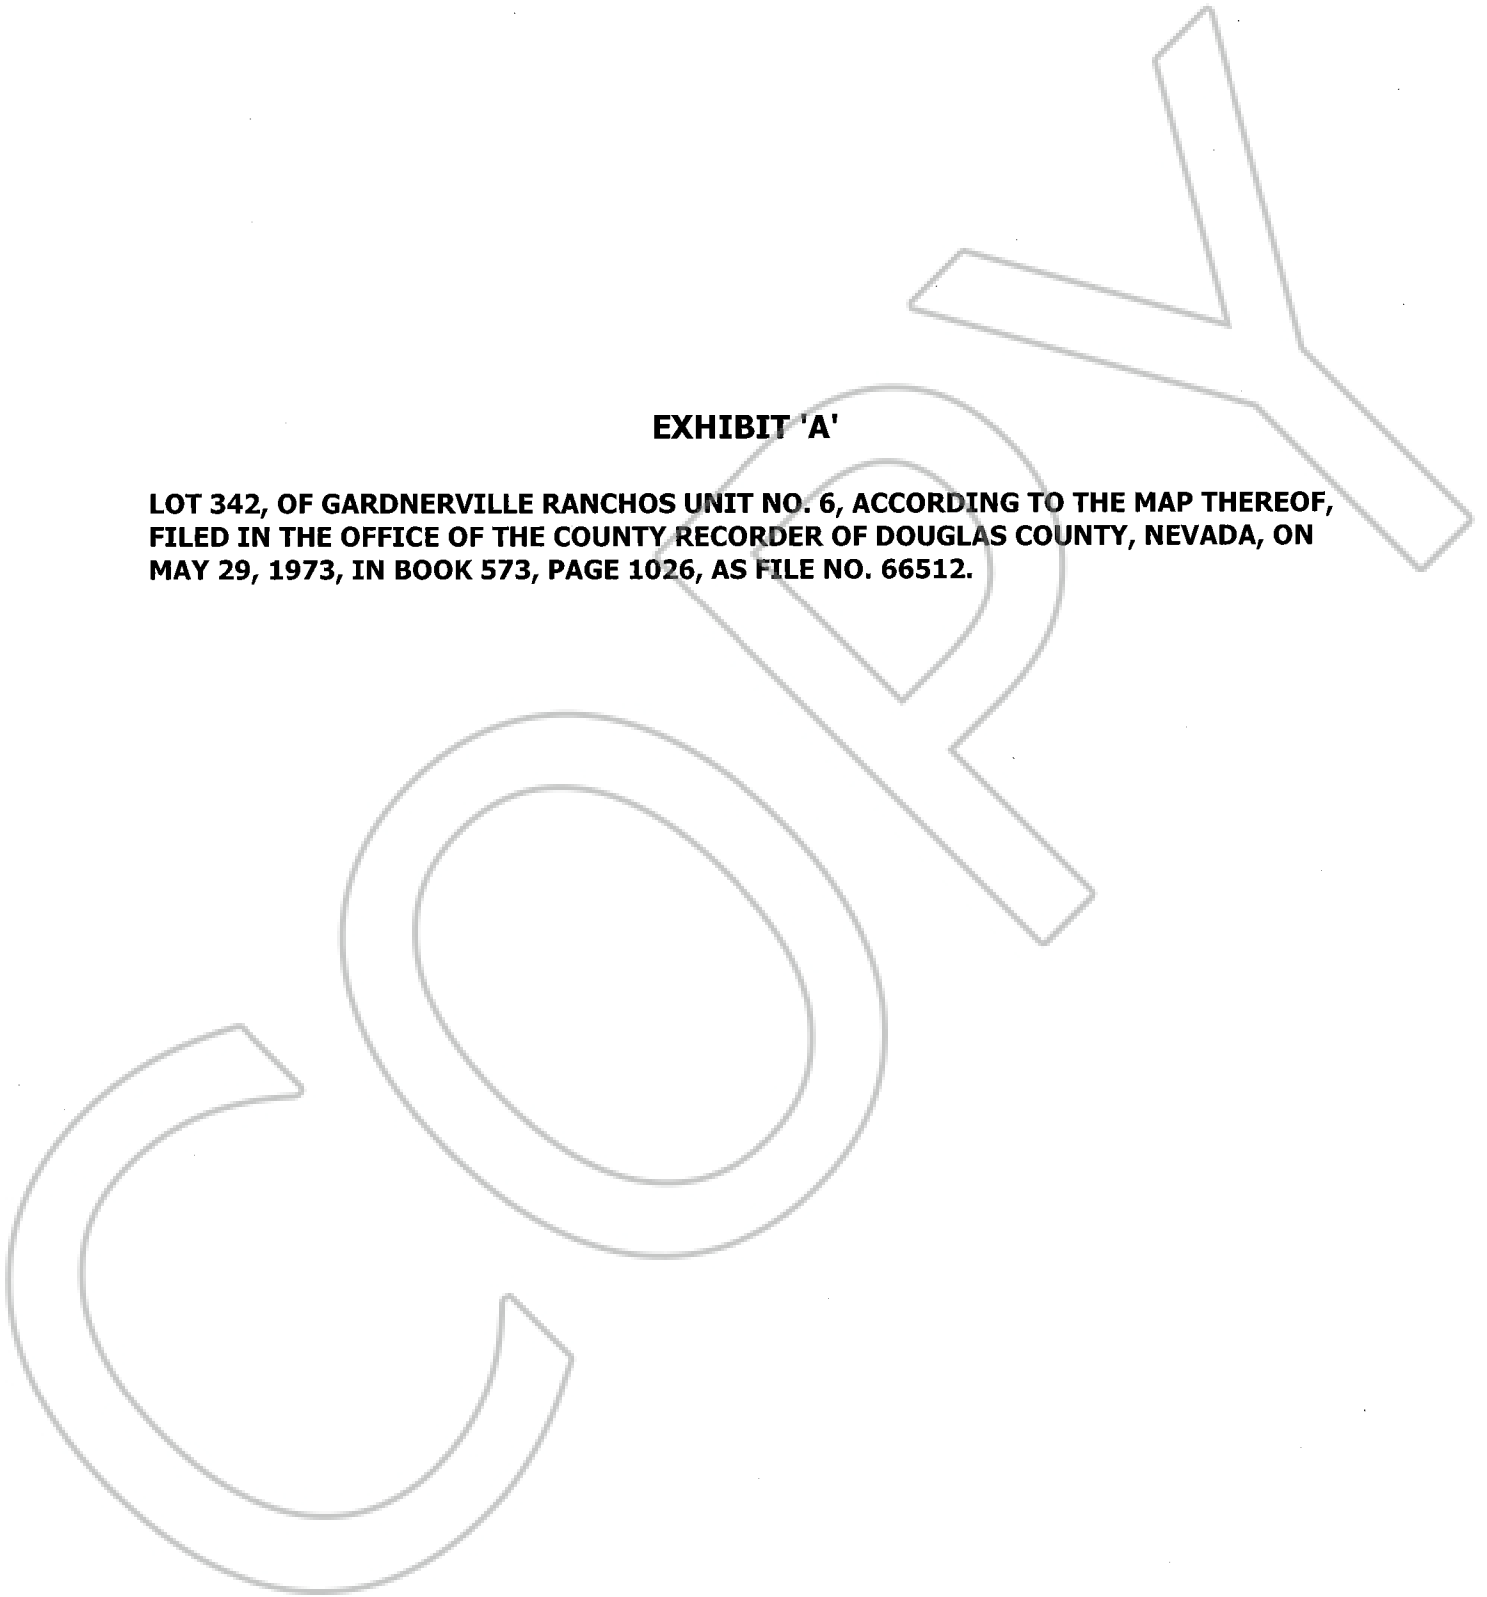 EXHIBIT 'A'
LOT 342, OF GARDNERVILLE RANCHOS UNIT NO. 6, ACCORDING TO THE MAP THEREOF,
FILED IN THE OFFICE OF THE COUNTY RECORDER OF DOUGLAS COUNTY, NEVADA, ON
MAY 29, 1973, IN BOOK 573, PAGE 1026, AS FILE NO. 66512.
COPY